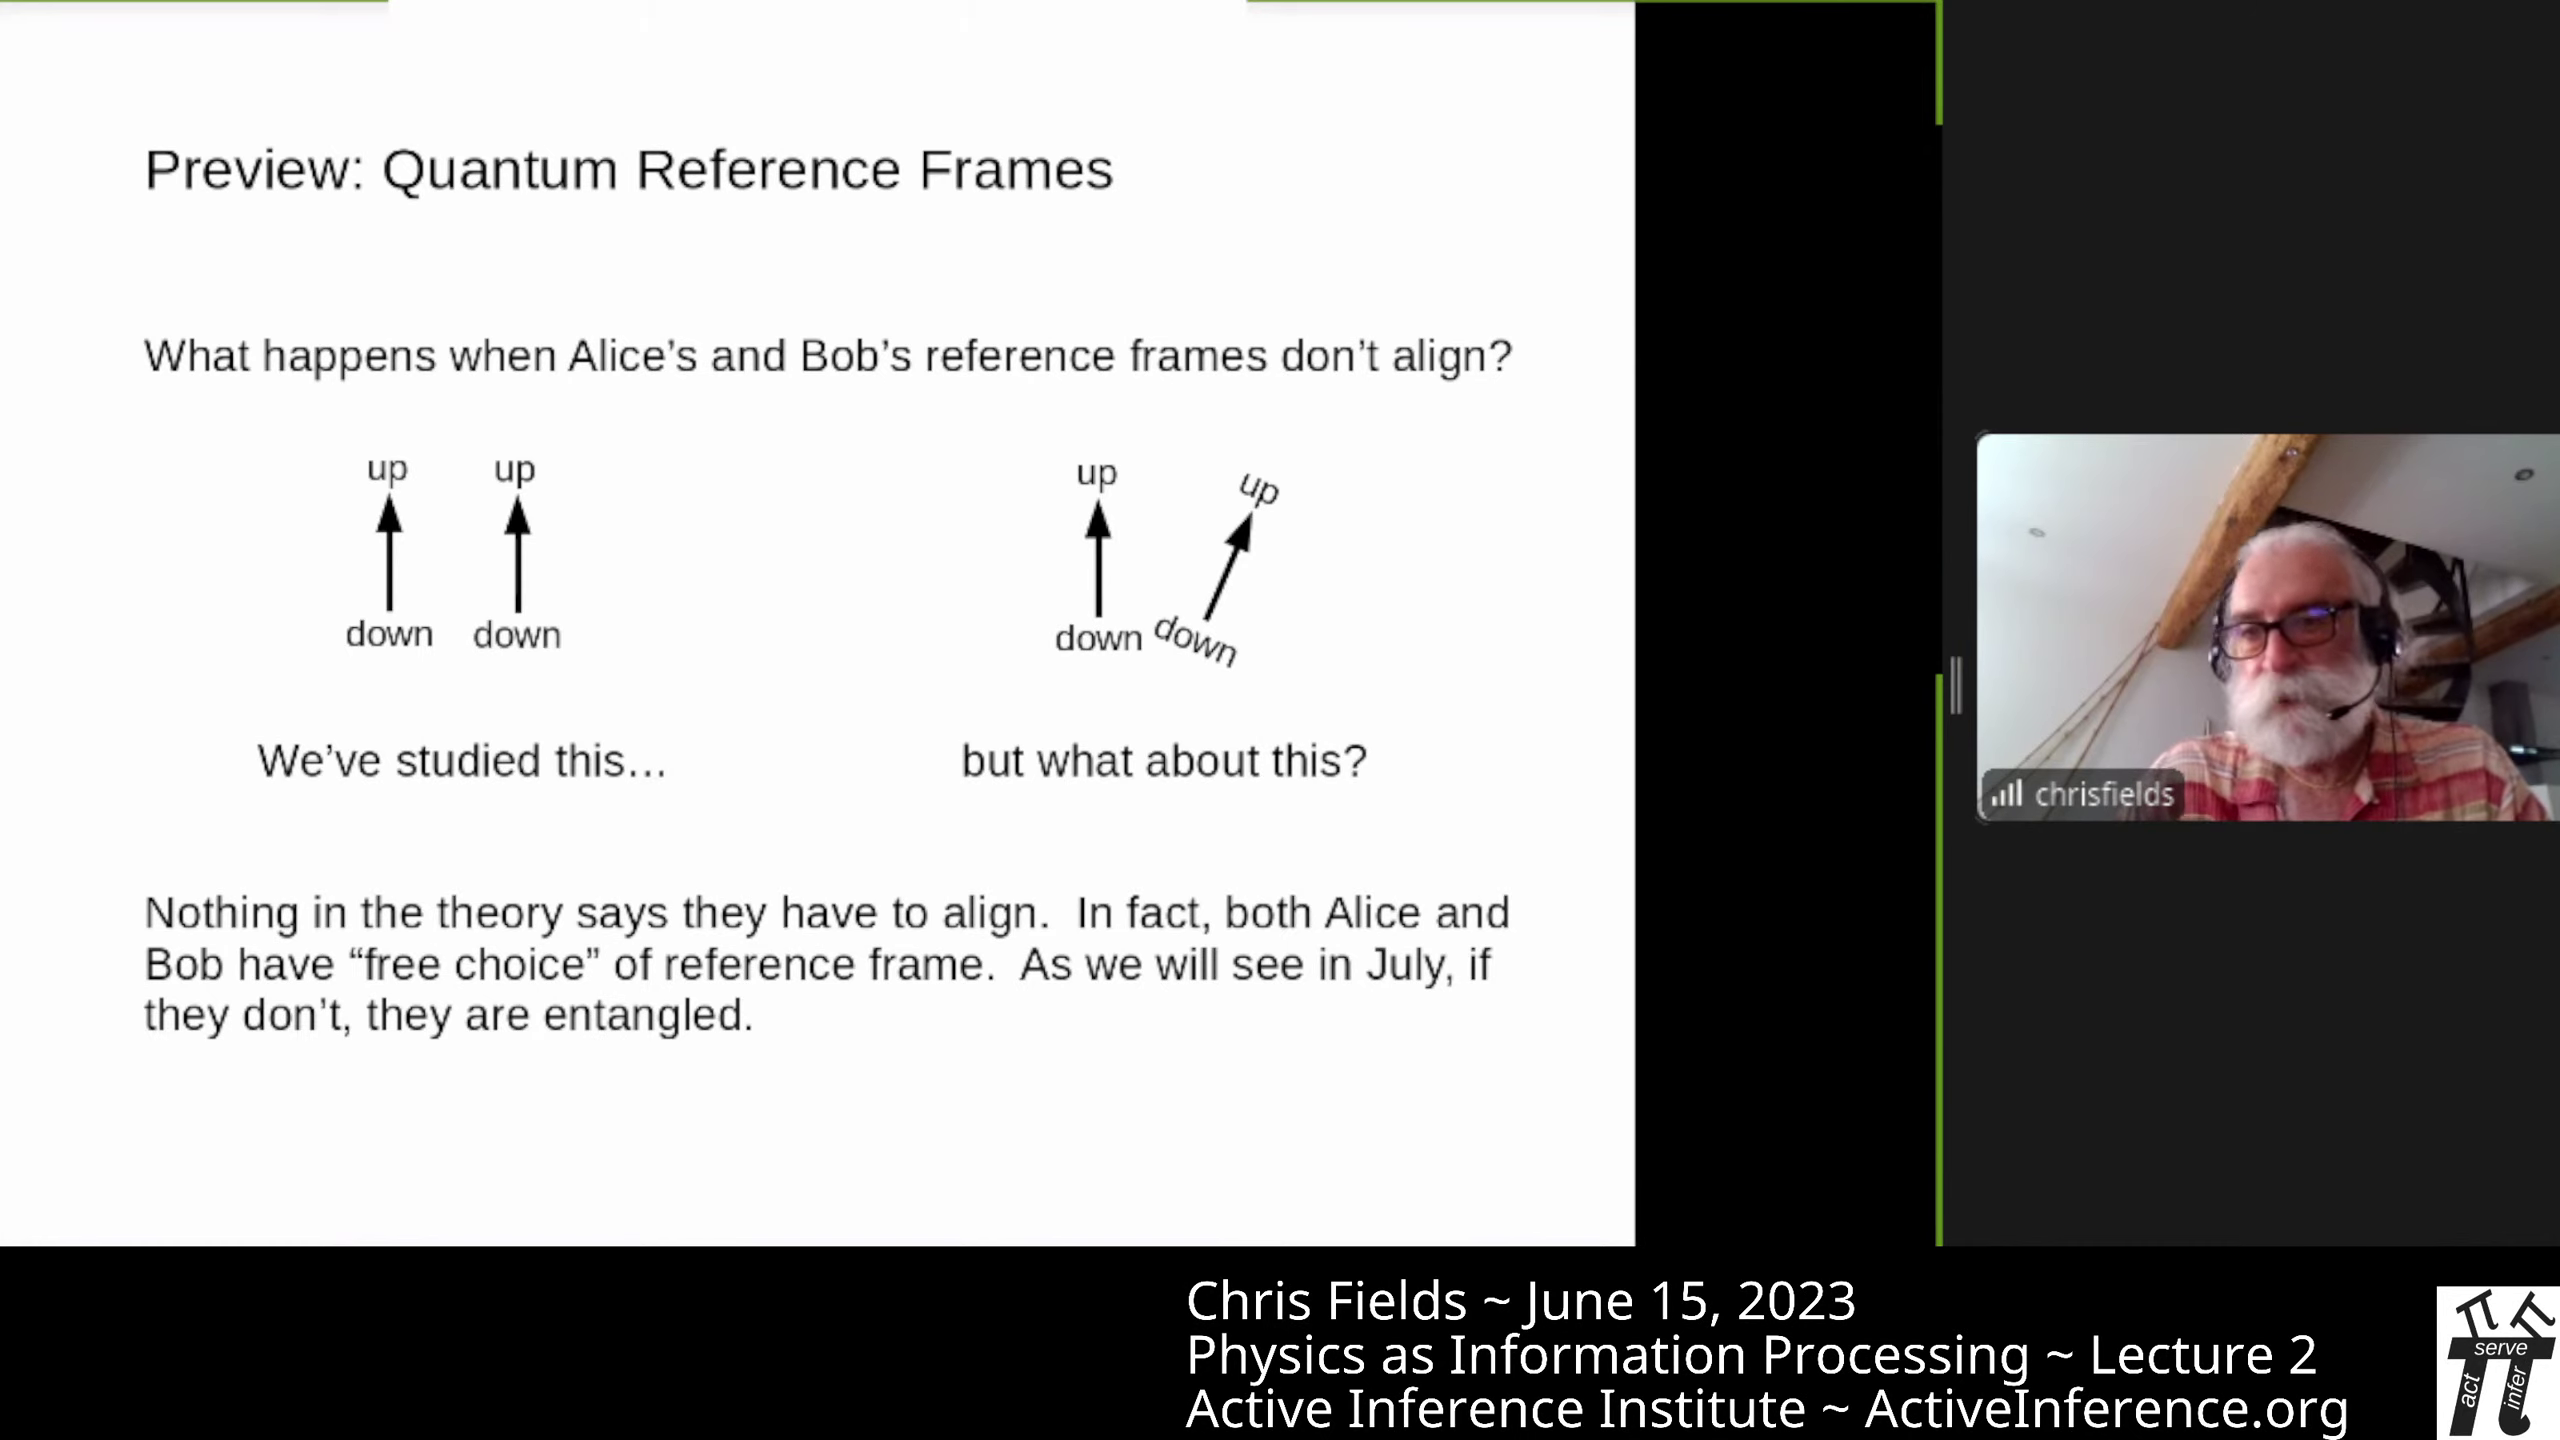 Preview: Quantum Reference Frames
What happens when Alice’s and Bob’s reference frames don’t align?
up up
down down
up up
down down
We’ve studied this…
but what about this?
Nothing in the theory says they have to align. In fact, both Alice and
Bob have “free choice” of reference frame. As we will see in July, if
they don’t, they are entangled.
chrisfields
Chris Fields ~ June 15, 2023
Physics as Information Processing ~ Lecture 2
Active Inference Institute ~ ActiveInference.org
serve
act
infer